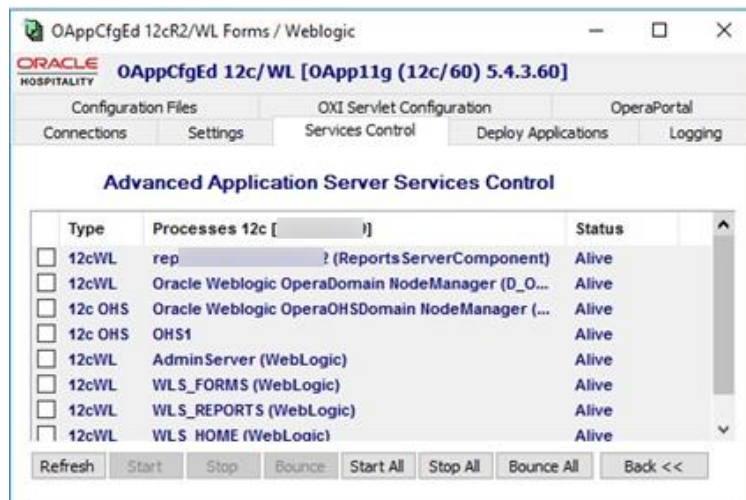 OAppCfgEd 12cR2/WL Forms / Weblogic
ORACLE HOSPITALITY OAppCfgEd 12c/WL [OApp11g (12c/60) 5.4.3.60]
Configuration Files OXI Servlet Configuration OperaPortal
Connections Settings Services Control Deploy Applications Logging
Advanced Application Server Services Control
Type Processes 12c [ ] Status
12cWL rep (ReportsServerComponent) Alive
12cWL Oracle Weblogic OperaDomain NodeManager (D_O... Alive
12c OHS Oracle Weblogic OperaOHSDomain NodeManager (... Alive
12c OHS OHS1 Alive
12cWL AdminServer (WebLogic) Alive
12cWL WLS_FORMS (WebLogic) Alive
12cWL WLS_REPORTS (WebLogic) Alive
12cWL WLS_HOME (WebLogic) Alive
Refresh Start Stop Bounce Start All Stop All Bounce All Back <<